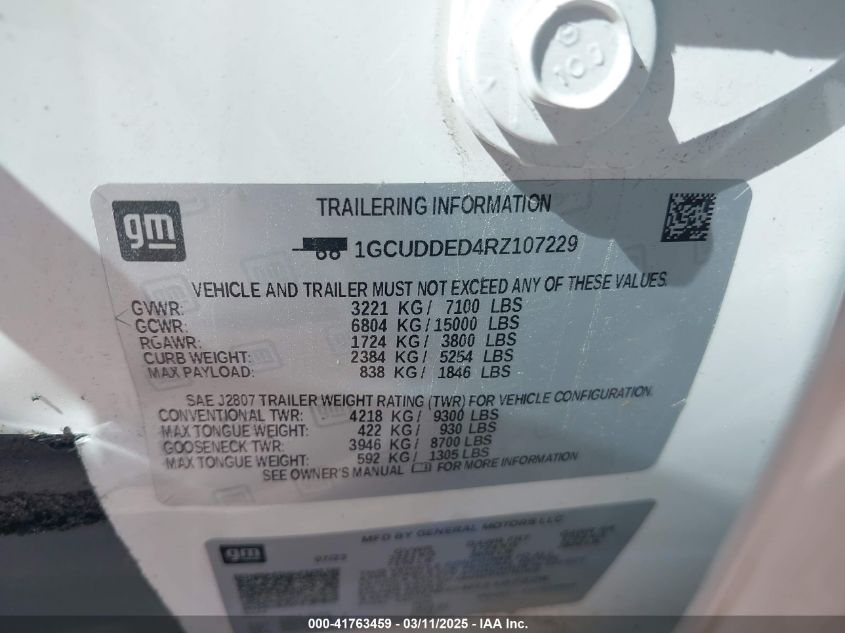 100
gm
TRAILERING INFORMATION
1GCUDDED4RZ107229
VEHICLE AND TRAILER MUST NOT EXCEED ANY OF THESE VALUES.
GVWR: 3221 KG / 7100 LBS
GCWR: 6804 KG / 15000 LBS
RGAWR: 1724 KG / 3800 LBS
CURB WEIGHT: 2384 KG / 5254 LBS
MAX PAYLOAD: 838 KG / 1846 LBS
SAE J2807 TRAILER WEIGHT RATING (TWR) FOR VEHICLE CONFIGURATION.
CONVENTIONAL TWR: 4218 KG / 9300 LBS
MAX TONGUE WEIGHT: 422 KG / 930 LBS
GOOSENECK TWR: 3946 KG / 8700 LBS
MAX TONGUE WEIGHT: 592 KG / 1305 LBS
SEE OWNER'S MANUAL FOR MORE INFORMATION
gm
MFD BY GENERAL MOTORS LLC
000-41763459 - 03/11/2025 - IAA Inc.